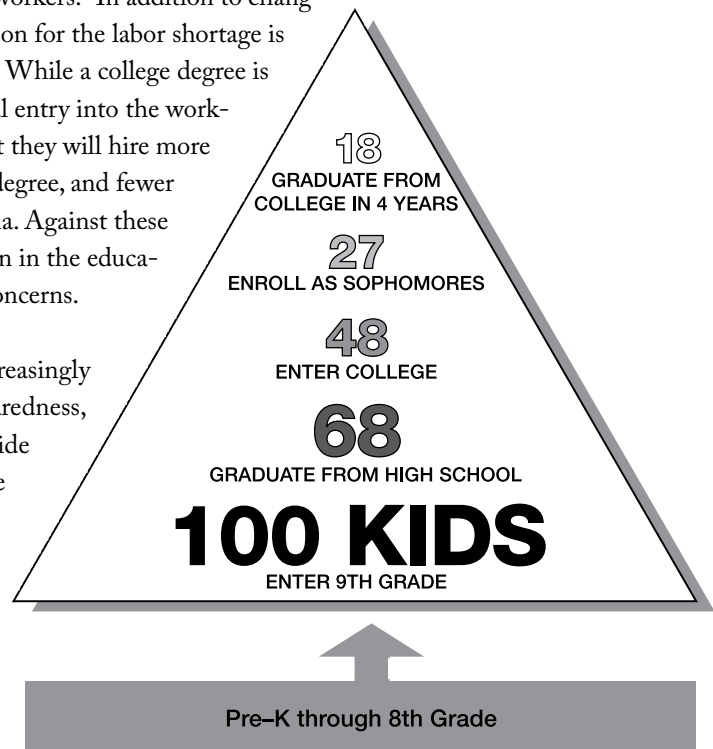 workers. In addition to chang
on for the labor shortage is
While a college degree is
l entry into the work-
t they will hire more
degree, and fewer
a. Against these
n in the educa-
oncerns.
reasingly
aredness,
ide
e
18
GRADUATE FROM
COLLEGE IN 4 YEARS
27
ENROLL AS SOPHOMORES
48
ENTER COLLEGE
68
GRADUATE FROM HIGH SCHOOL
100 KIDS
ENTER 9TH GRADE
Pre–K through 8th Grade